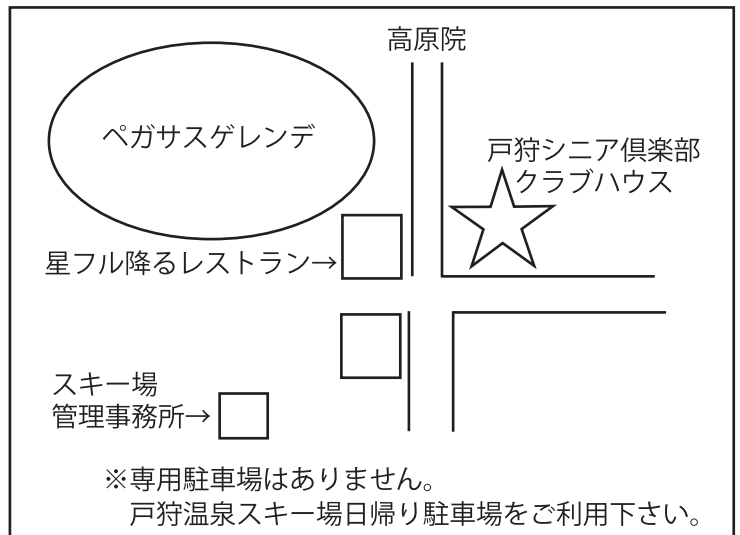 高原院
ペガサスゲレンデ
戸狩シニア倶楽部
クラブハウス
星フル降るレストラン→
スキー場
管理事務所→
※専用駐車場はありません。
戸狩温泉スキー場日帰り駐車場をご利用下さい。